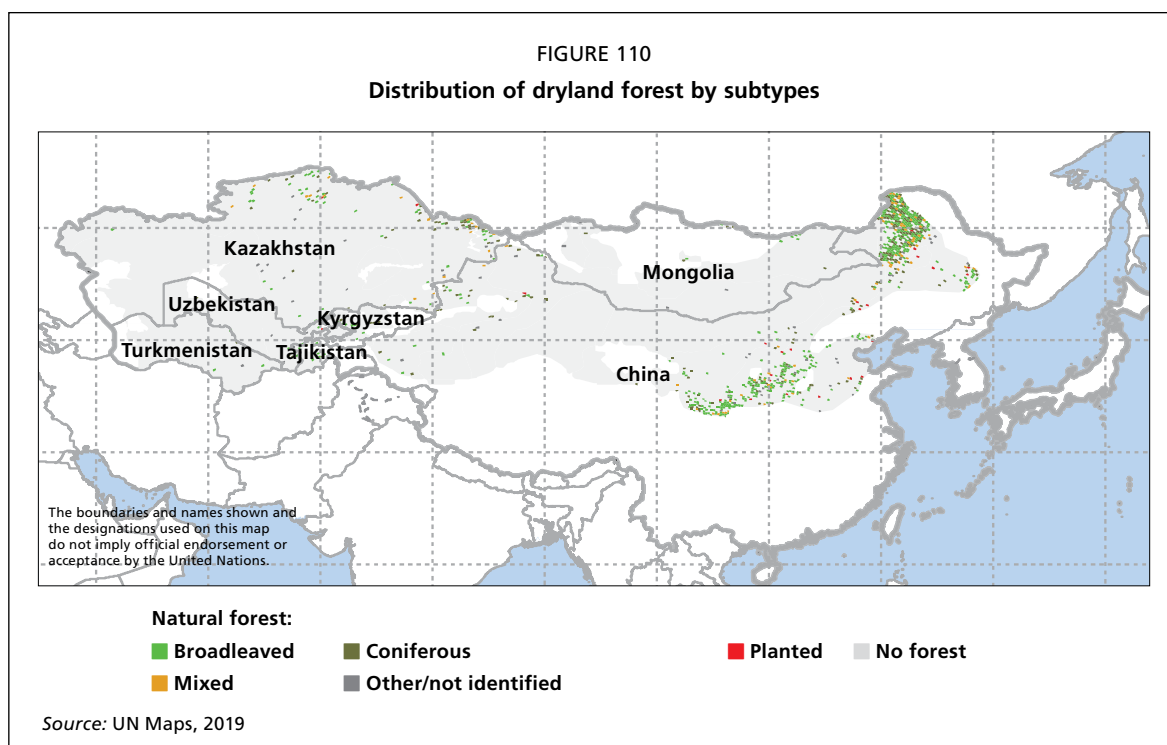 FIGURE 110
Distribution of dryland forest by subtypes
Kazakhstan
Mongolia
Uzbekistan
Kyrgyzstan
Turkmenistan
Tajikistan
China
The boundaries and names shown and
the designations used on this map
do not imply official endorsement or
acceptance by the United Nations.
Natural forest:
Broadleaved
Coniferous
Planted
No forest
Mixed
Other/not identified
Source: UN Maps, 2019